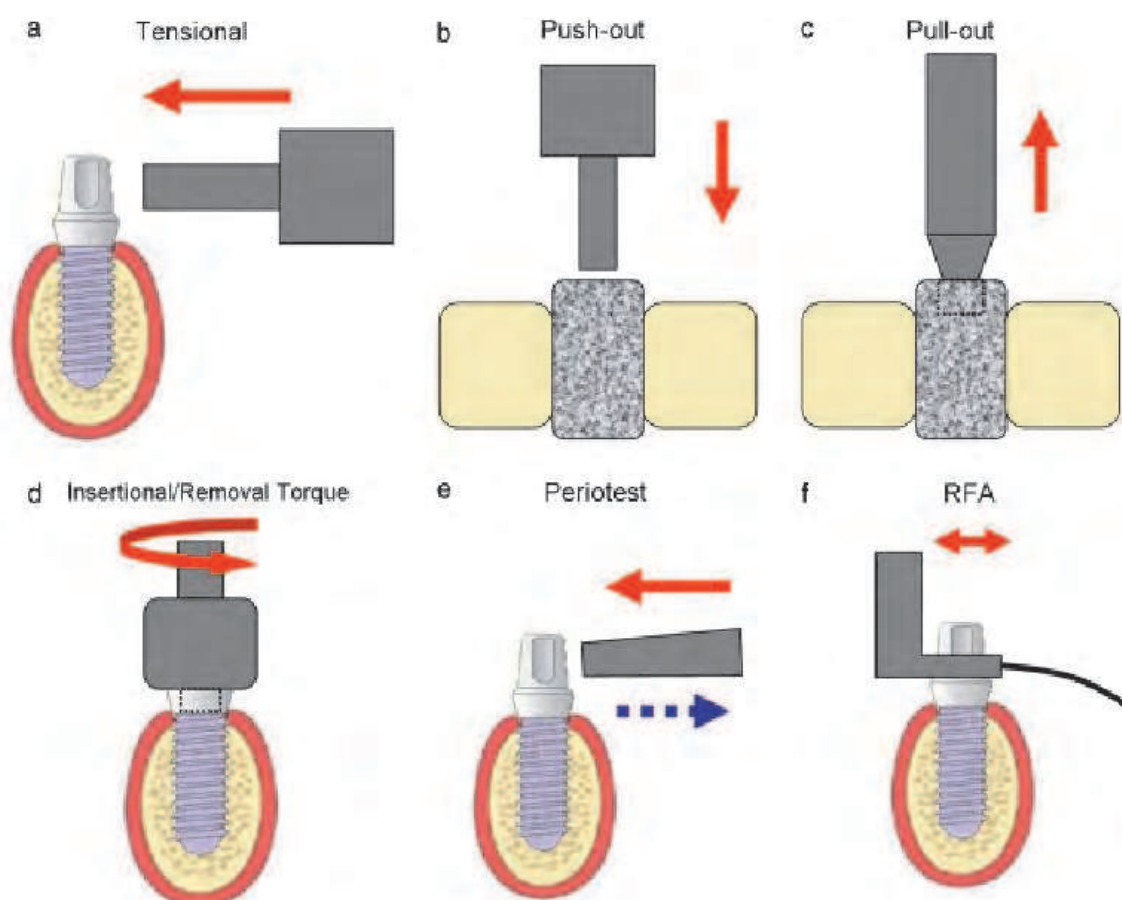 a Tensional
b Push-out
c Pull-out
d Insertional/Removal Torque
e Periotest
f RFA